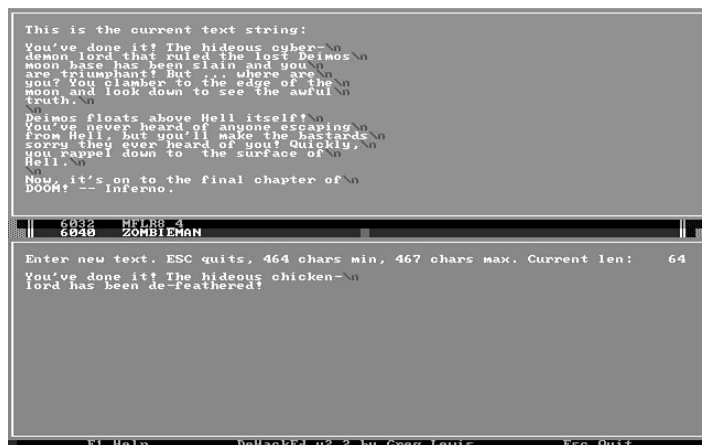 This is the current text string:
You've done it! The hideous cyber-\n
demon lord that ruled the lost Deimos\n
moon base has been slain and you\n
are triumphant! But ... where are\n
you? You clamber to the edge of the\n
moon and look down to see the awful\n
truth.\n
\n
Deimos floats above Hell itself!\n
You've never heard of anyone escaping\n
from Hell, but you'll make the bastards\n
sorry they ever heard of you! Quickly,\n
you rappel down to  the surface of\n
Hell.\n
\n
Now, it's on to the final chapter of\n
DOOM! -- Inferno.
6032 MFLR8_4
6040 ZOMBIEMAN
Enter new text. ESC quits, 464 chars min, 467 chars max. Current len: 64
You've done it! The hideous chicken-\n
lord has been de-feathered!
F1 Help DeHackEd v2.2 by Greg Lewis Esc Quit